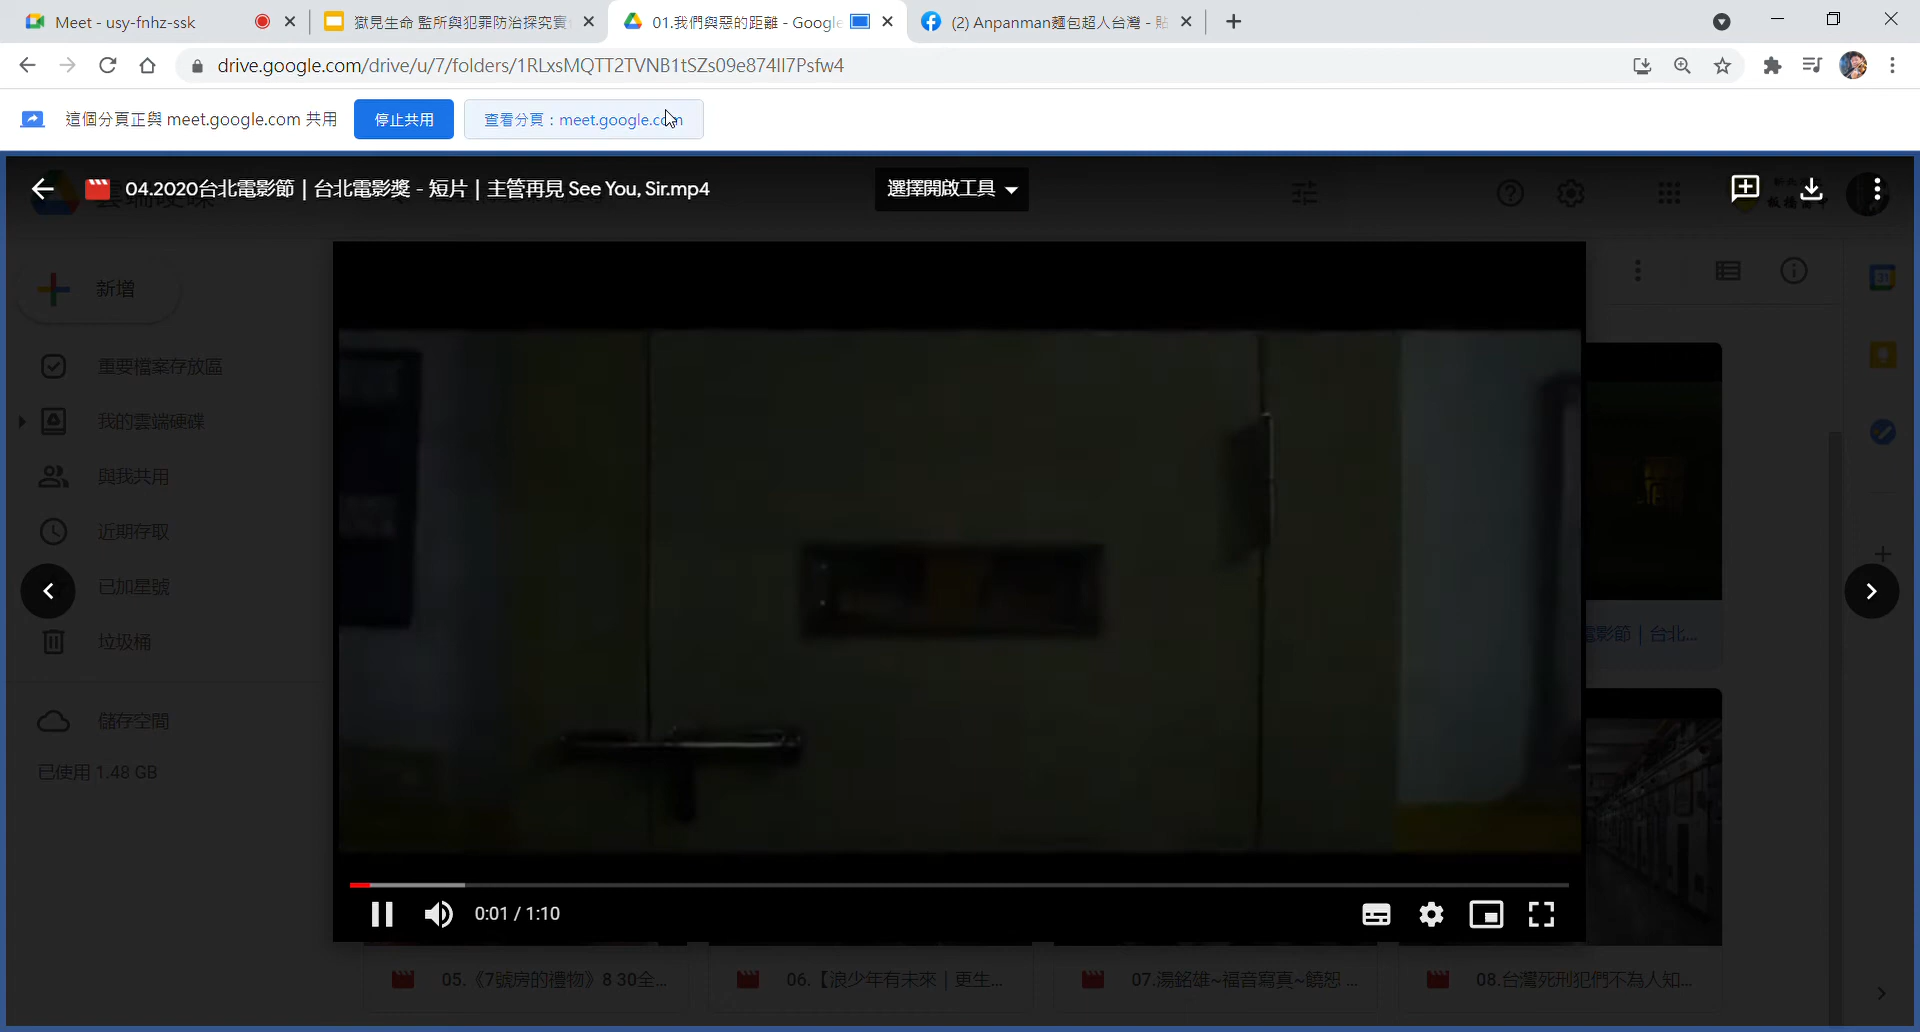 Meet - usy-fnhz-ssk
獄見生命 監所與犯罪防治探究實
01.我們與惡的距離 - Google
(2) Anpanman麵包超人台灣 - 貼
drive.google.com/drive/u/7/folders/1RLxsMQTT2TVNB1tSZs09e874II7Psfw4
這個分頁正與 meet.google.com 共用
停止共用
查看分頁：meet.google.com
04.2020台北電影節｜台北電影獎 - 短片｜主管再見 See You, Sir.mp4
選擇開啟工具
新增
31
重要檔案存放區
我的雲端硬碟
與我共用
近期存取
已加星號
電影節｜台北...
垃圾桶
儲存空間
已使用 1.48 GB
0:01 / 1:10
05.《7號房的禮物》8 30全...
06.【浪少年有未來｜更生...
07.湯銘雄~福音寫真~饒恕 ...
08.台灣死刑犯們不為人知...